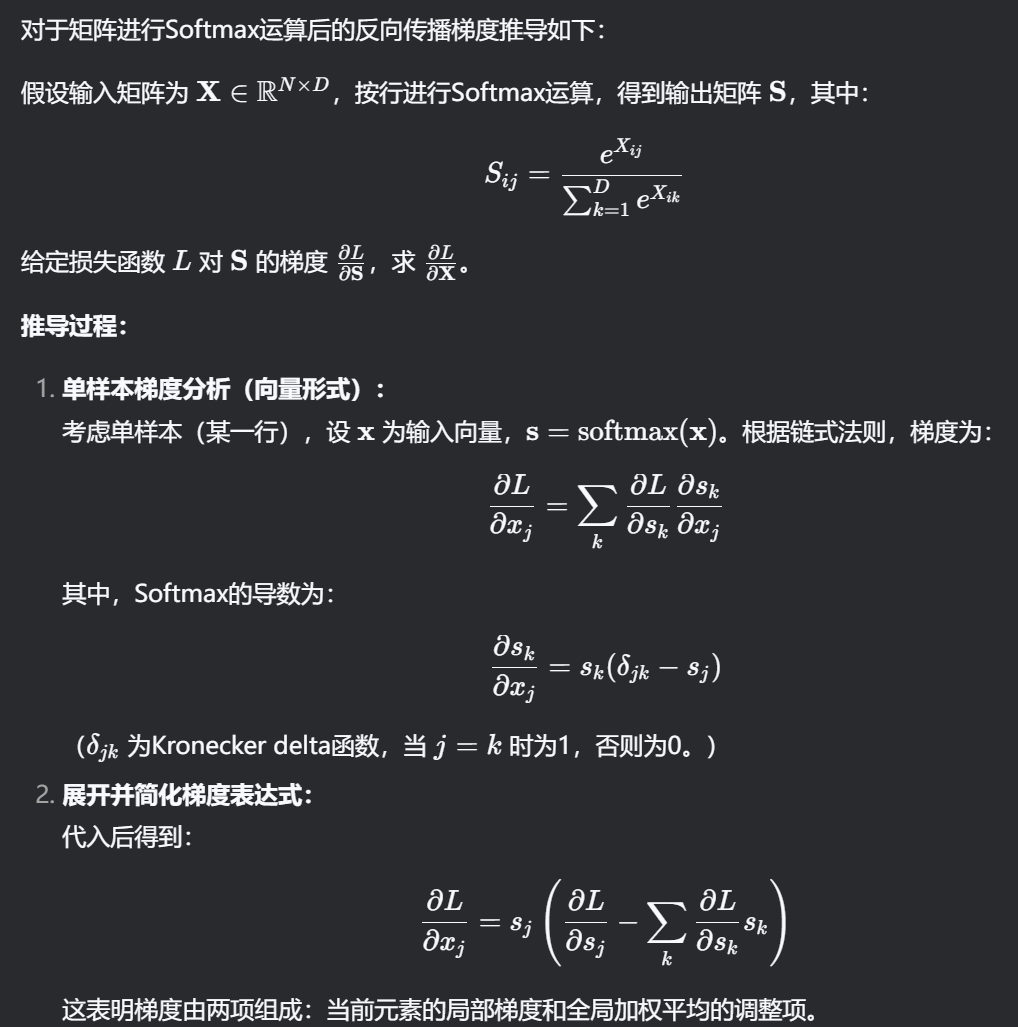 对于矩阵进行Softmax运算后的反向传播梯度推导如下：
假设输入矩阵为 $\mathbf{X} \in \mathbb{R}^{N \times D}$，按行进行Softmax运算，得到输出矩阵 $\mathbf{S}$，其中：
$$S_{ij} = \frac{e^{X_{ij}}}{\sum_{k=1}^{D} e^{X_{ik}}}$$
给定损失函数 $L$ 对 $\mathbf{S}$ 的梯度 $\frac{\partial L}{\partial \mathbf{S}}$，求 $\frac{\partial L}{\partial \mathbf{X}}$。
推导过程：
1. 单样本梯度分析（向量形式）：
考虑单样本（某一行），设 $\mathbf{x}$ 为输入向量，$\mathbf{s} = \mathrm{softmax}(\mathbf{x})$。根据链式法则，梯度为：
$$\frac{\partial L}{\partial x_j} = \sum_k \frac{\partial L}{\partial s_k} \frac{\partial s_k}{\partial x_j}$$
其中，Softmax的导数为：
$$\frac{\partial s_k}{\partial x_j} = s_k(\delta_{jk} - s_j)$$
（$\delta_{jk}$ 为Kronecker delta函数，当 $j = k$ 时为1，否则为0。）
2. 展开并简化梯度表达式：
代入后得到：
$$\frac{\partial L}{\partial x_j} = s_j \left( \frac{\partial L}{\partial s_j} - \sum_k \frac{\partial L}{\partial s_k} s_k \right)$$
这表明梯度由两项组成：当前元素的局部梯度和全局加权平均的调整项。